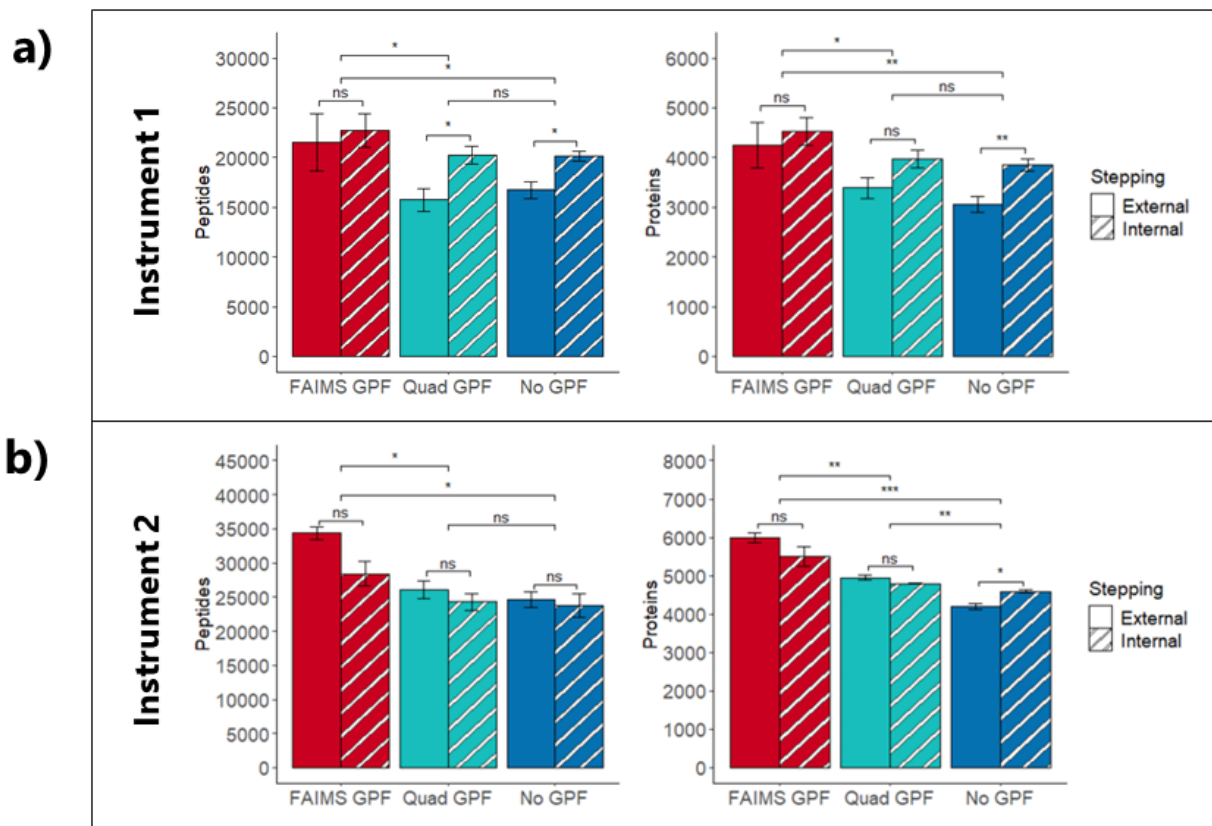 a)
Instrument 1
Peptides
30000
25000
20000
15000
10000
5000
0
*
*
ns
ns
*
*
FAIMS GPF Quad GPF No GPF
Proteins
6000
5000
4000
3000
2000
1000
0
*
**
ns
ns
ns
**
FAIMS GPF Quad GPF No GPF
Stepping
External
Internal
b)
Instrument 2
Peptides
45000
40000
35000
30000
25000
20000
15000
10000
5000
0
*
*
ns
ns
ns
ns
FAIMS GPF Quad GPF No GPF
Proteins
8000
7000
6000
5000
4000
3000
2000
1000
0
**
***
ns
**
ns
*
FAIMS GPF Quad GPF No GPF
Stepping
External
Internal